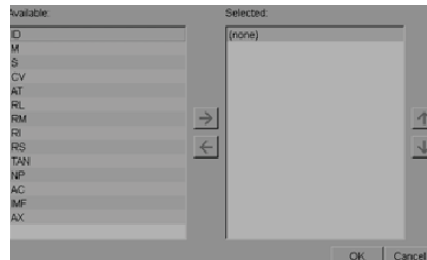 Available:
ID
M
S
CV
AT
RL
RM
RI
RS
TAN
NP
AC
IMF
AX
Selected:
(none)
OK
Cancel